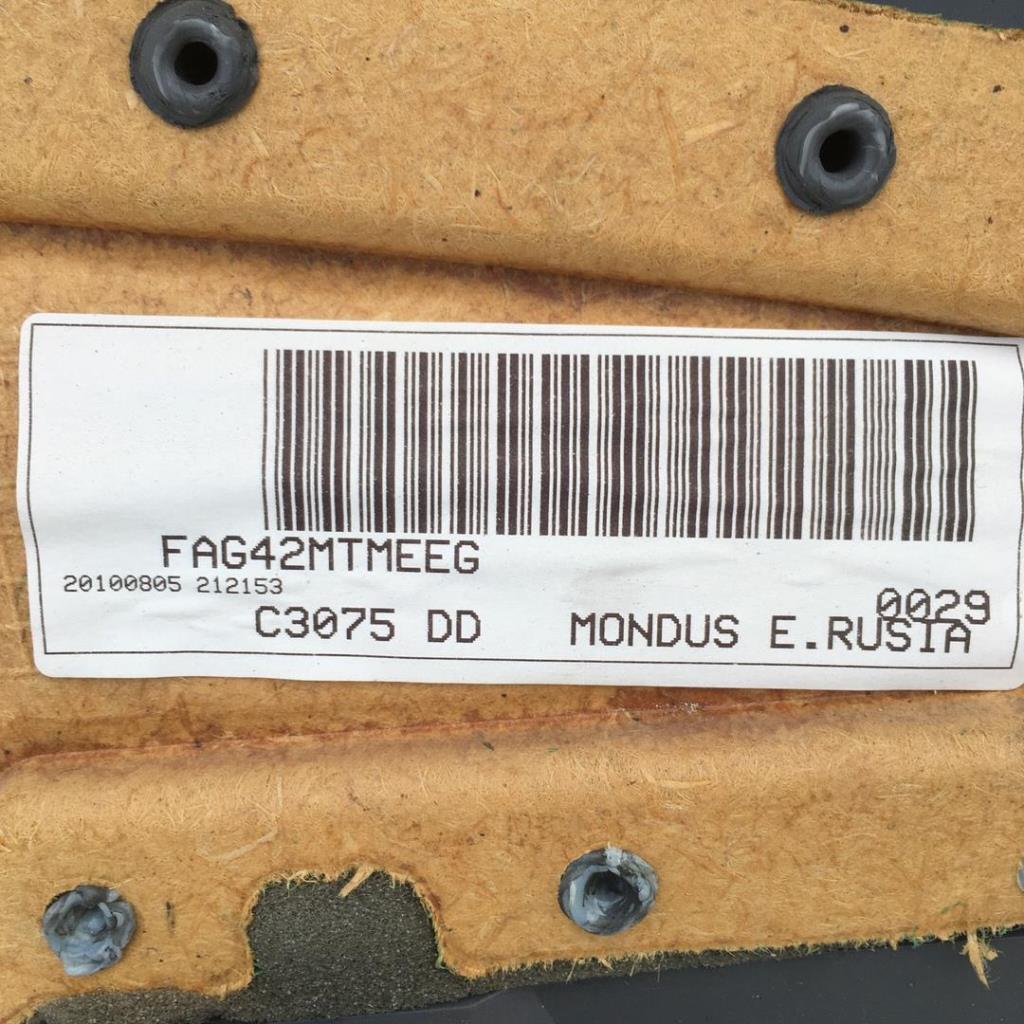 FAG42MTMEEG
20100805 212153
0029
C3075 DD MONDUS E.RUSIA